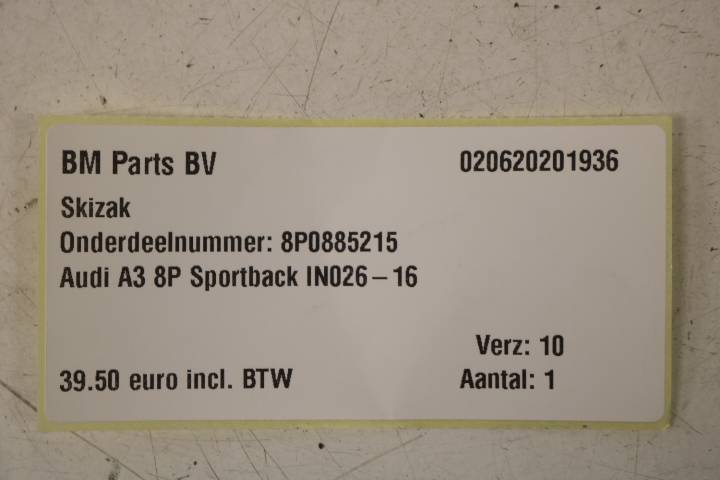 BM Parts BV 020620201936
Skizak
Onderdeelnummer: 8P0885215
Audi A3 8P Sportback IN026-16
Verz: 10
39.50 euro incl. BTW Aantal: 1